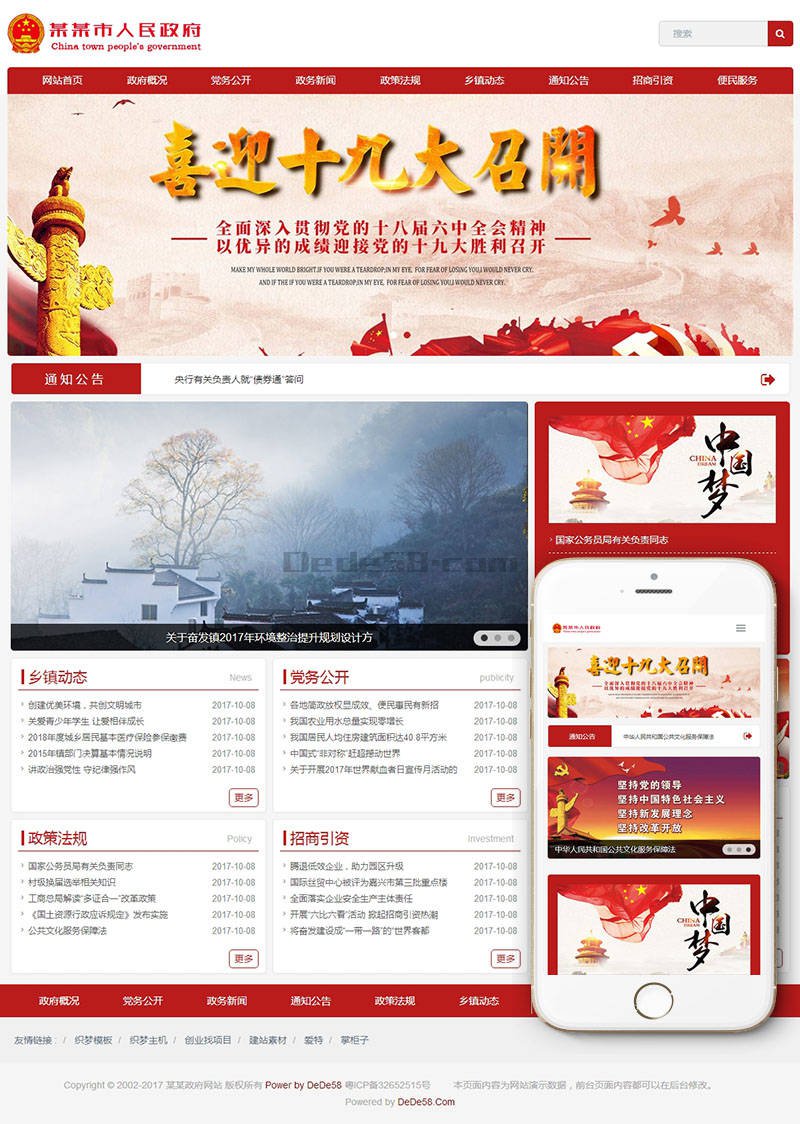 某某市人民政府
China town people's government
搜索
网站首页 政府概况 党务公开 政务新闻 政策法规 乡镇动态 通知公告 招商引资 便民服务
喜迎十九大召開
全面深入贯彻党的十八届六中全会精神
以优异的成绩迎接党的十九大胜利召开
MAKE MY WHOLE WORLD BRIGHT.IF YOU WERE A TEARDROP;IN MY EYE, FOR FEAR OF LOSING YOU,I WOULD NEVER CRY.
AND IF THE IF YOU WERE A TEARDROP;IN MY EYE, FOR FEAR OF LOSING YOU,I WOULD NEVER CRY.
通知公告 央行有关负责人就“债券通”答问
Dede58.com
关于奋发镇2017年环境整治提升规划设计方
中国梦
CHINA
DREAM
国家公务员局有关负责同志
乡镇动态 News
创建优美环境，共创文明城市 2017-10-08
关爱青少年学生 让爱相伴成长 2017-10-08
2018年度城乡居民基本医疗保险参保缴费 2017-10-08
2015年镇部门决算基本情况说明 2017-10-08
讲政治强党性 守纪律强作风 2017-10-08
更多
党务公开 publicity
各地简政放权显成效、便民惠民有新招 2017-10-08
我国农业用水总量实现零增长 2017-10-08
我国居民人均住房建筑面积达40.8平方米 2017-10-08
中国式“非对称”赶超搅动世界 2017-10-08
关于开展2017年世界献血者日宣传月活动的 2017-10-08
更多
政策法规 Policy
国家公务员局有关负责同志 2017-10-08
村级换届选举相关知识 2017-10-08
工商总局解读“多证合一”改革政策 2017-10-08
《国土资源行政应诉规定》发布实施 2017-10-08
公共文化服务保障法 2017-10-08
更多
招商引资 Investment
腾退低效企业，助力园区升级 2017-10-08
国际丝贸中心被评为嘉兴市第三批重点楼 2017-10-08
全面落实企业安全生产主体责任 2017-10-08
开展“六比六看”活动 掀起招商引资热潮 2017-10-08
将奋发建设成“一带一路”的“世界客都 2017-10-08
更多
某某市人民政府
喜迎十九大召開
全面深入贯彻党的十八届六中全会精神
以优异的成绩迎接党的十九大胜利召开
通知公告 中华人民共和国公共文化服务保障法
坚持党的领导
坚持中国特色社会主义
坚持新发展理念
坚持改革开放
中华人民共和国公共文化服务保障法
中国梦
CHINA
DREAM
政府概况 党务公开 政务新闻 通知公告 政策法规 乡镇动态
友情链接： / 织梦模板 / 织梦主机 / 创业找项目 / 建站素材 / 爱特 / 掌柜子
Copyright © 2002-2017 某某政府网站 版权所有 Power by DeDe58 粤ICP备32652515号 本页面内容为网站演示数据，前台页面内容都可以在后台修改。
Powered by DeDe58.Com